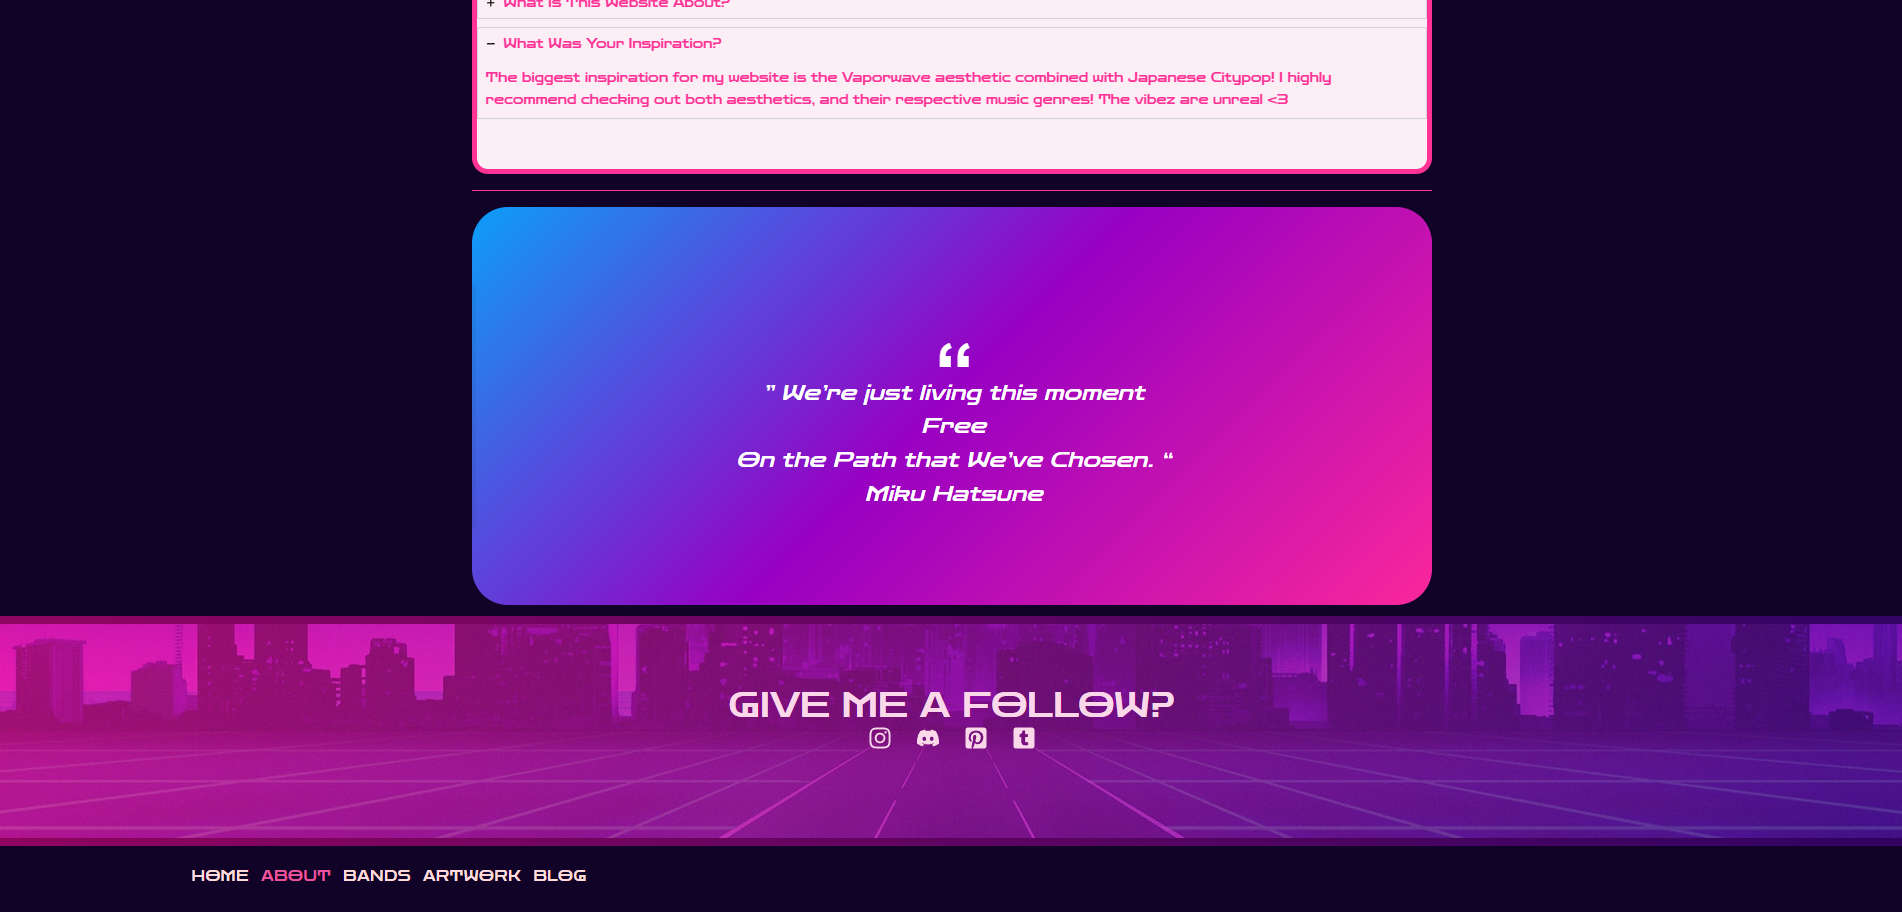 + What Is This Website About?
− What Was Your Inspiration?
The biggest inspiration for my website is the Vaporwave aesthetic combined with Japanese Citypop! I highly
recommend checking out both aesthetics, and their respective music genres! The vibez are unreal <3
“
" We're just living this moment
Free
On the Path that We've Chosen. “
Miku Hatsune
GIVE ME A FOLLOW?
HOME ABOUT BANDS ARTWORK BLOG